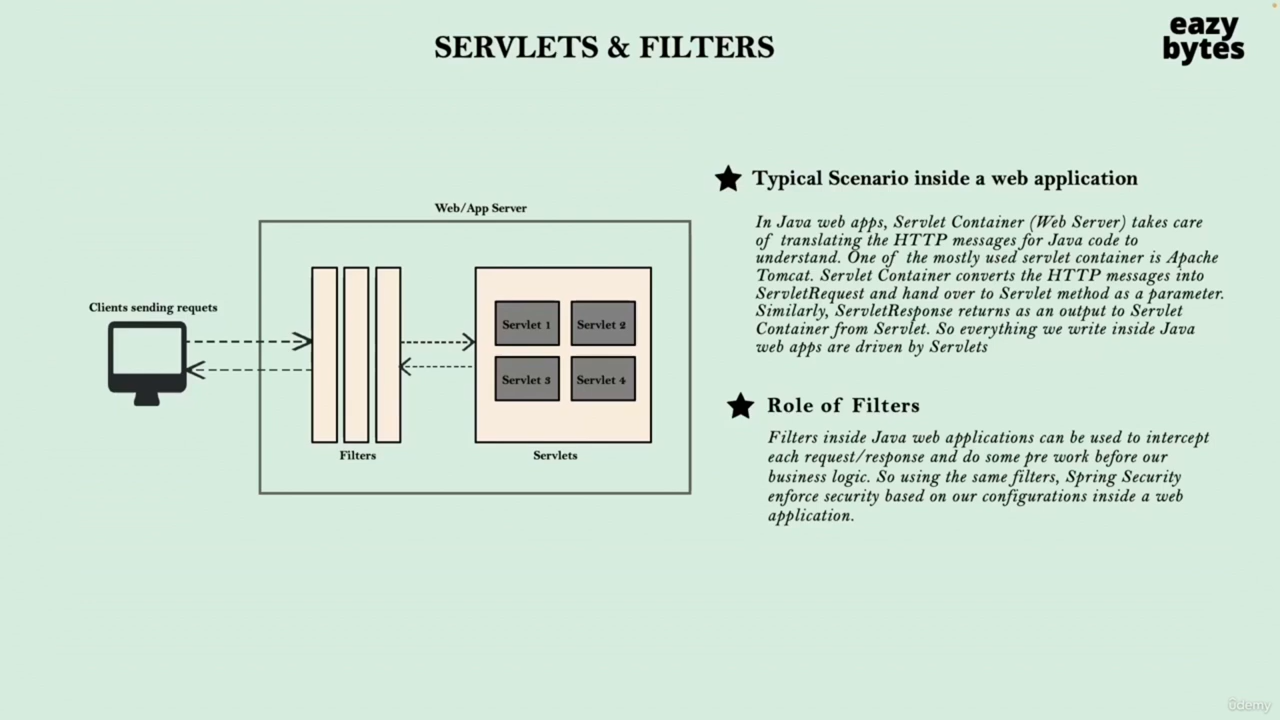 SERVLETS & FILTERS
eazy
bytes
Web/App Server
Clients sending requets
Servlet 1
Servlet 2
Servlet 3
Servlet 4
Filters
Servlets
Typical Scenario inside a web application
In Java web apps, Servlet Container (Web Server) takes care
of translating the HTTP messages for Java code to
understand. One of the mostly used servlet container is Apache
Tomcat. Servlet Container converts the HTTP messages into
ServletRequest and hand over to Servlet method as a parameter.
Similarly, ServletResponse returns as an output to Servlet
Container from Servlet. So everything we write inside Java
web apps are driven by Servlets
Role of Filters
Filters inside Java web applications can be used to intercept
each request/response and do some pre work before our
business logic. So using the same filters, Spring Security
enforce security based on our configurations inside a web
application.
ûdemy